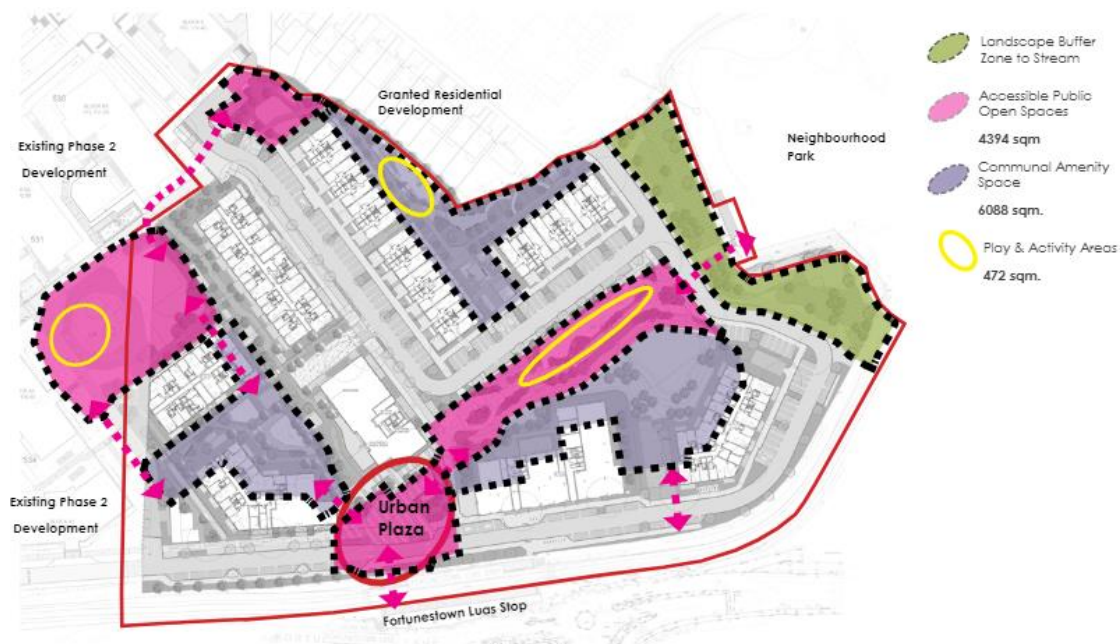 Landscape Buffer
Zone to Stream
Accessible Public
Open Spaces
4394 sqm
Communal Amenity
Space
6088 sqm.
Play & Activity Areas
472 sqm.
Granted Residential
Development
Neighbourhood
Park
Existing Phase 2
Development
Existing Phase 2
Development
Urban
Plaza
Fortunestown Luas Stop